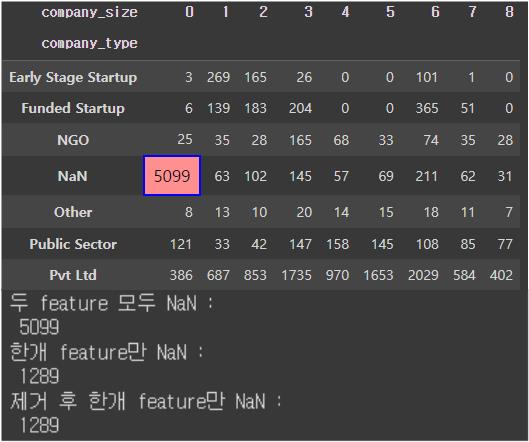 company_size 0 1 2 3 4 5 6 7 8
company_type
Early Stage Startup 3 269 165 26 0 0 101 1 0
Funded Startup 6 139 183 204 0 0 365 51 0
NGO 25 35 28 165 68 33 74 35 28
NaN 5099 63 102 145 57 69 211 62 31
Other 8 13 10 20 14 15 18 11 7
Public Sector 121 33 42 147 158 145 108 85 77
Pvt Ltd 386 687 853 1735 970 1653 2029 584 402
두 feature 모두 NaN :
5099
한개 feature만 NaN :
1289
제거 후 한개 feature만 NaN :
1289